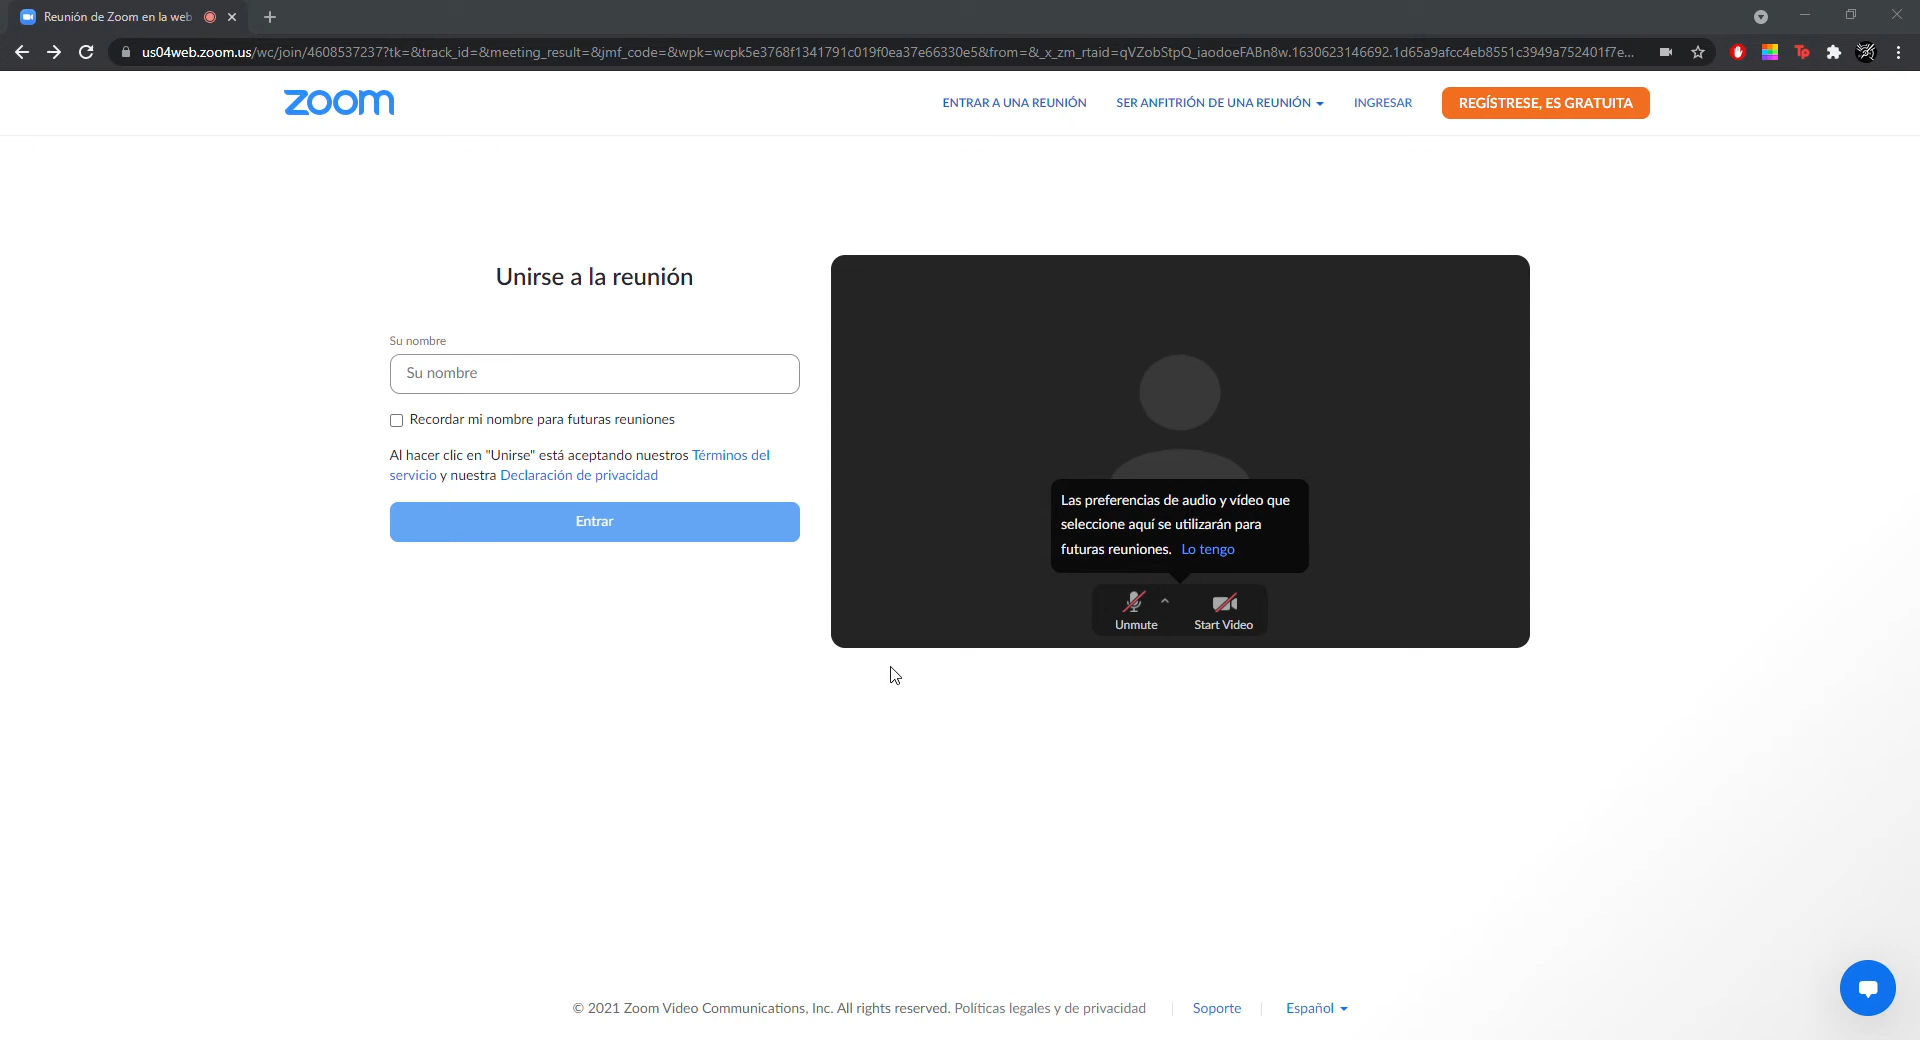 Reunión de Zoom en la web
us04web.zoom.us/wc/join/4608537237?tk=&track_id=&meeting_result=&jmf_code=&wpk=wcpk5e3768f1341791c019f0ea37e66330e5&from=&_x_zm_rtaid=qVZobStpQ_iaodoeFABn8w.1630623146692.1d65a9afcc4eb8551c3949a752401f7e...
Tp
zoom
ENTRAR A UNA REUNIÓN
SER ANFITRIÓN DE UNA REUNIÓN
INGRESAR
REGÍSTRESE, ES GRATUITA
Unirse a la reunión
Su nombre
Su nombre
Recordar mi nombre para futuras reuniones
Al hacer clic en "Unirse" está aceptando nuestros Términos del
servicio y nuestra Declaración de privacidad
Entrar
Las preferencias de audio y vídeo que
seleccione aquí se utilizarán para
futuras reuniones. Lo tengo
Unmute
Start Video
© 2021 Zoom Video Communications, Inc. All rights reserved. Políticas legales y de privacidad
Soporte
Español